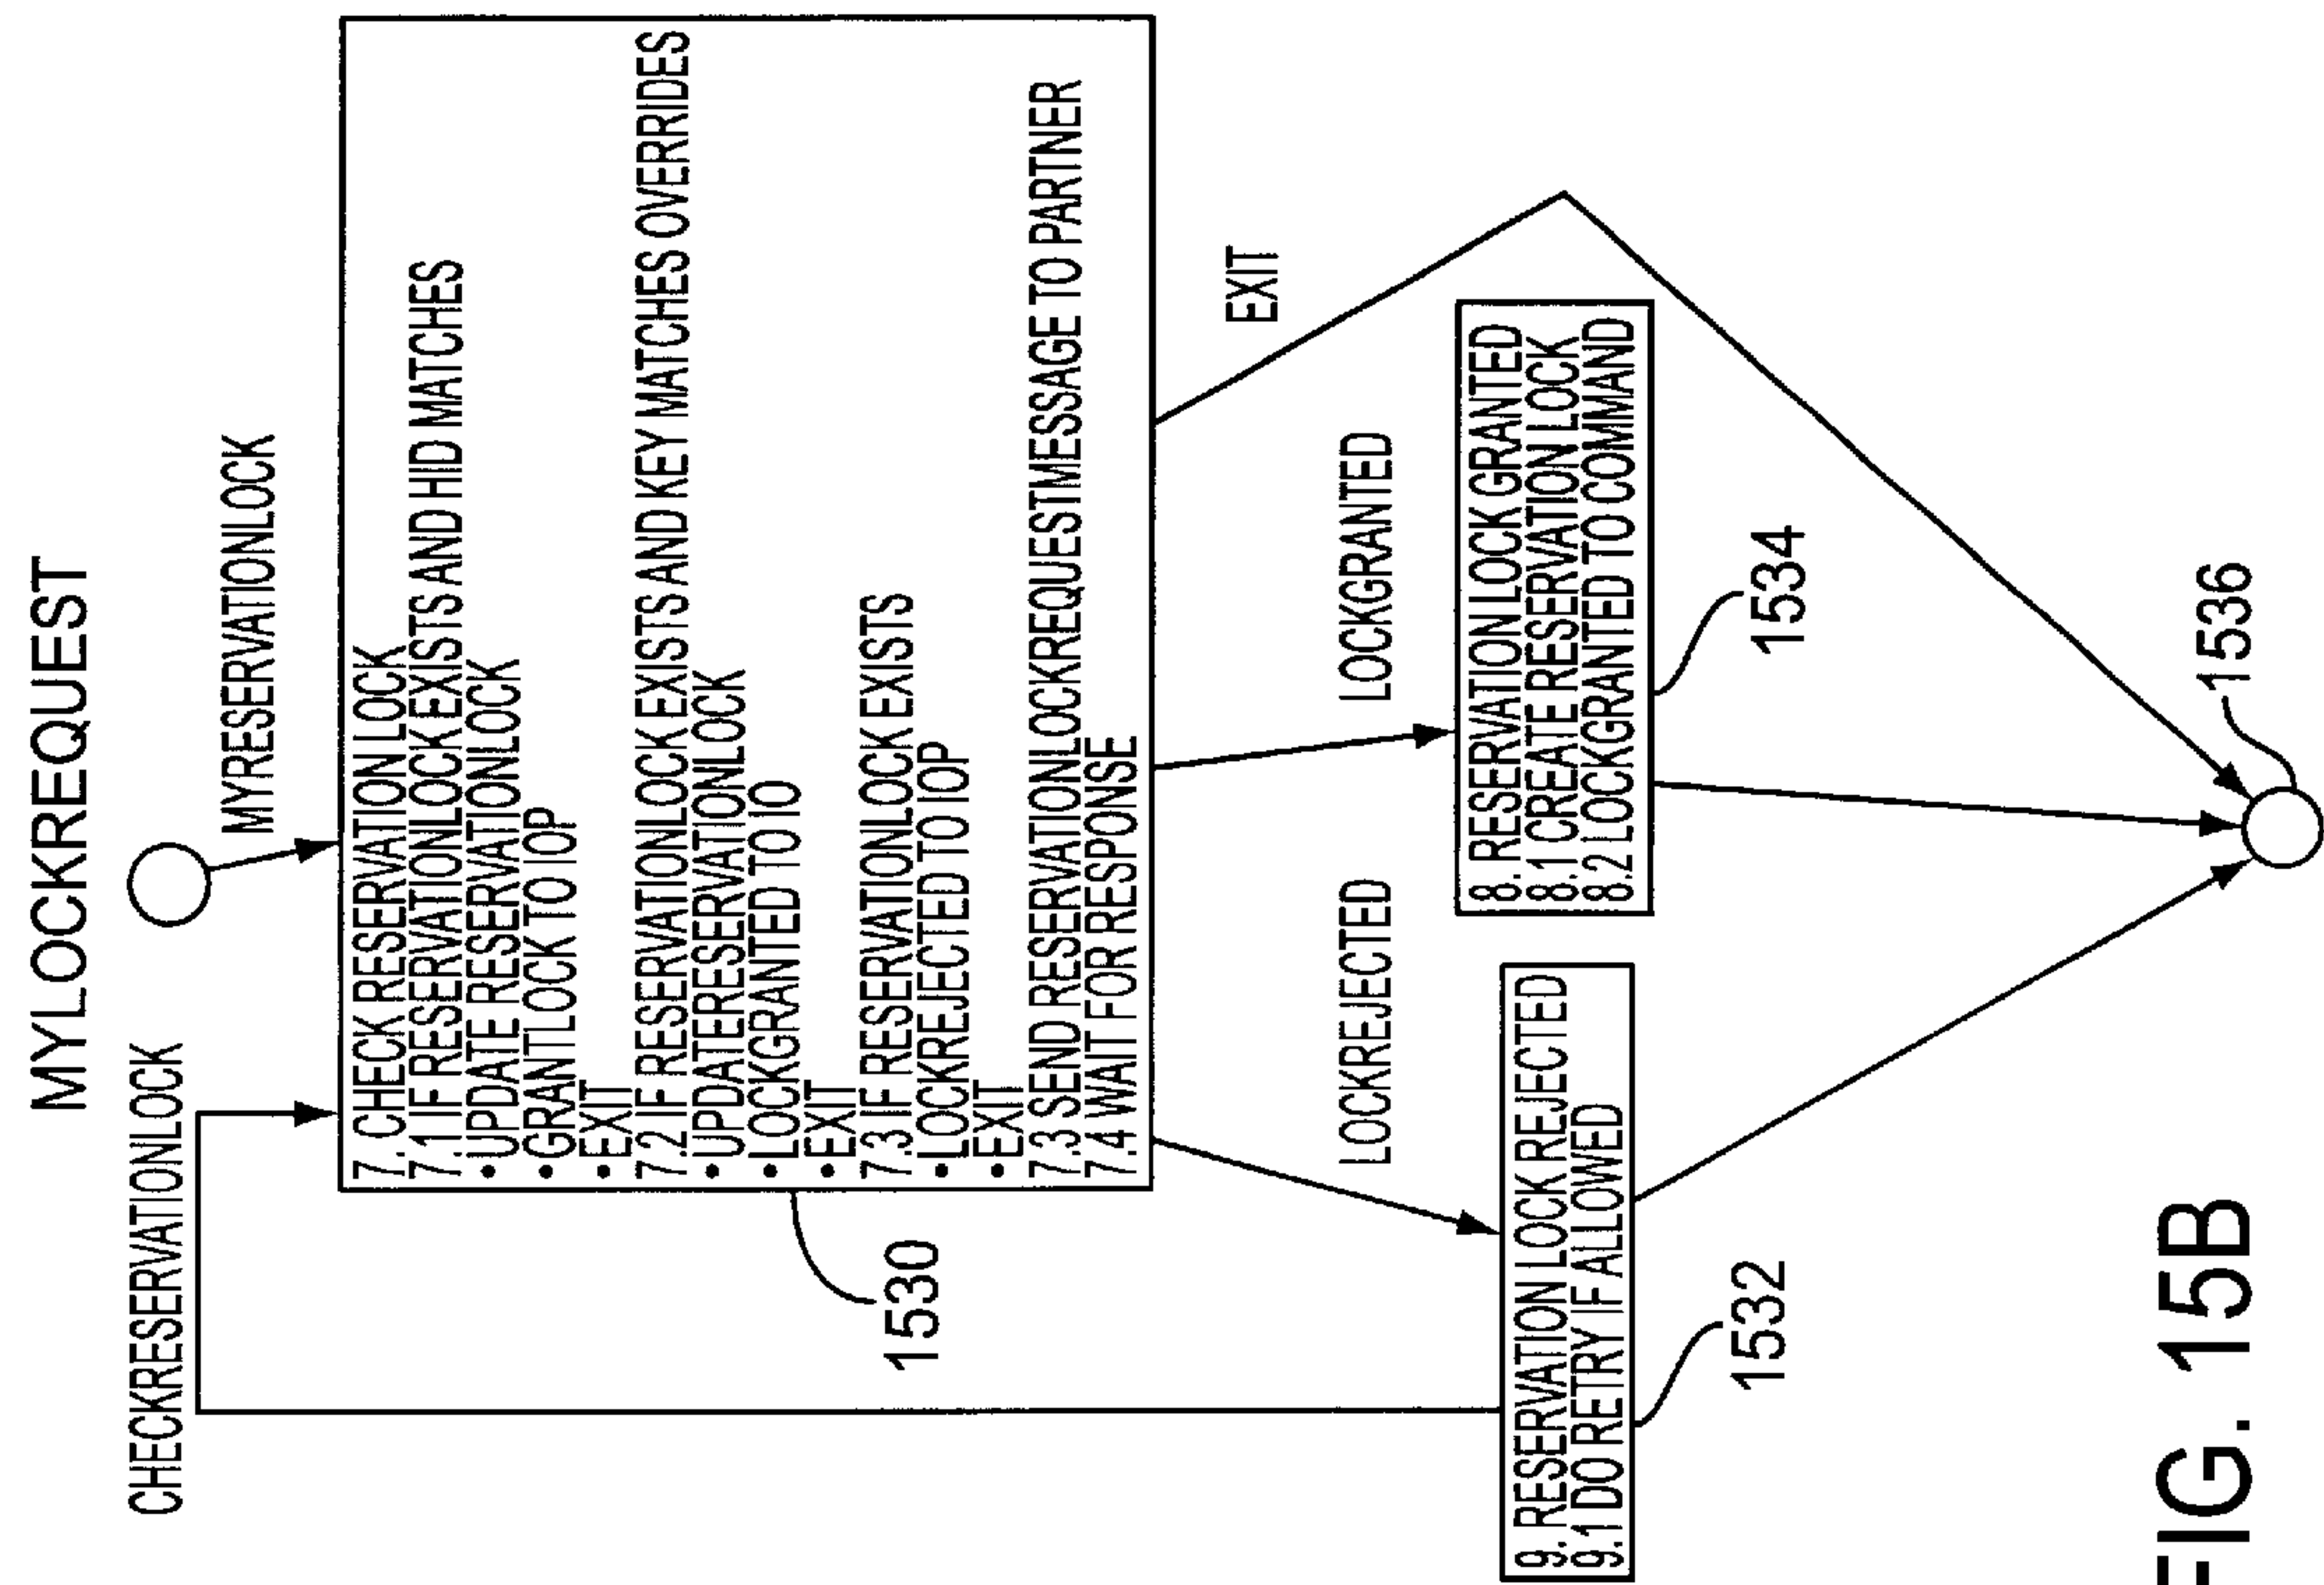 MYLOCKREQUEST
CHECKRESERVATIONLOCK
MYRESERVATIONLOCK
7. CHECK RESERVATION LOCK
7.1 IF RESERVATIONLOCK EXISTS AND HID MATCHES
• UPDATE RESERVATIONLOCK
• GRANTLOCK TO IOP
• EXIT
7.2 IF RESERVATIONLOCK EXISTS AND KEY MATCHES OVERRIDES
• UPDATERESERVATIONLOCK
• LOCKGRANTED TO IO
• EXIT
7.3 IF RESERVATIONLOCK EXISTS
• LOCKREJECTED TO IOP
• EXIT
7.3 SEND RESERVATIONLOCKREQUESTMESSAGE TO PARTNER
7.4 WAIT FOR RESPONSE
1530
EXIT
LOCKREJECTED
LOCKGRANTED
9. RESERVATION LOCK REJECTED
9.1 DO RETRY IF ALLOWED
1532
8. RESERVATION LOCK GRANTED
8.1 CREATE RESERVATION LOCK
8.2 LOCKGRANTED TO COMMAND
1534
1536
FIG. 15B